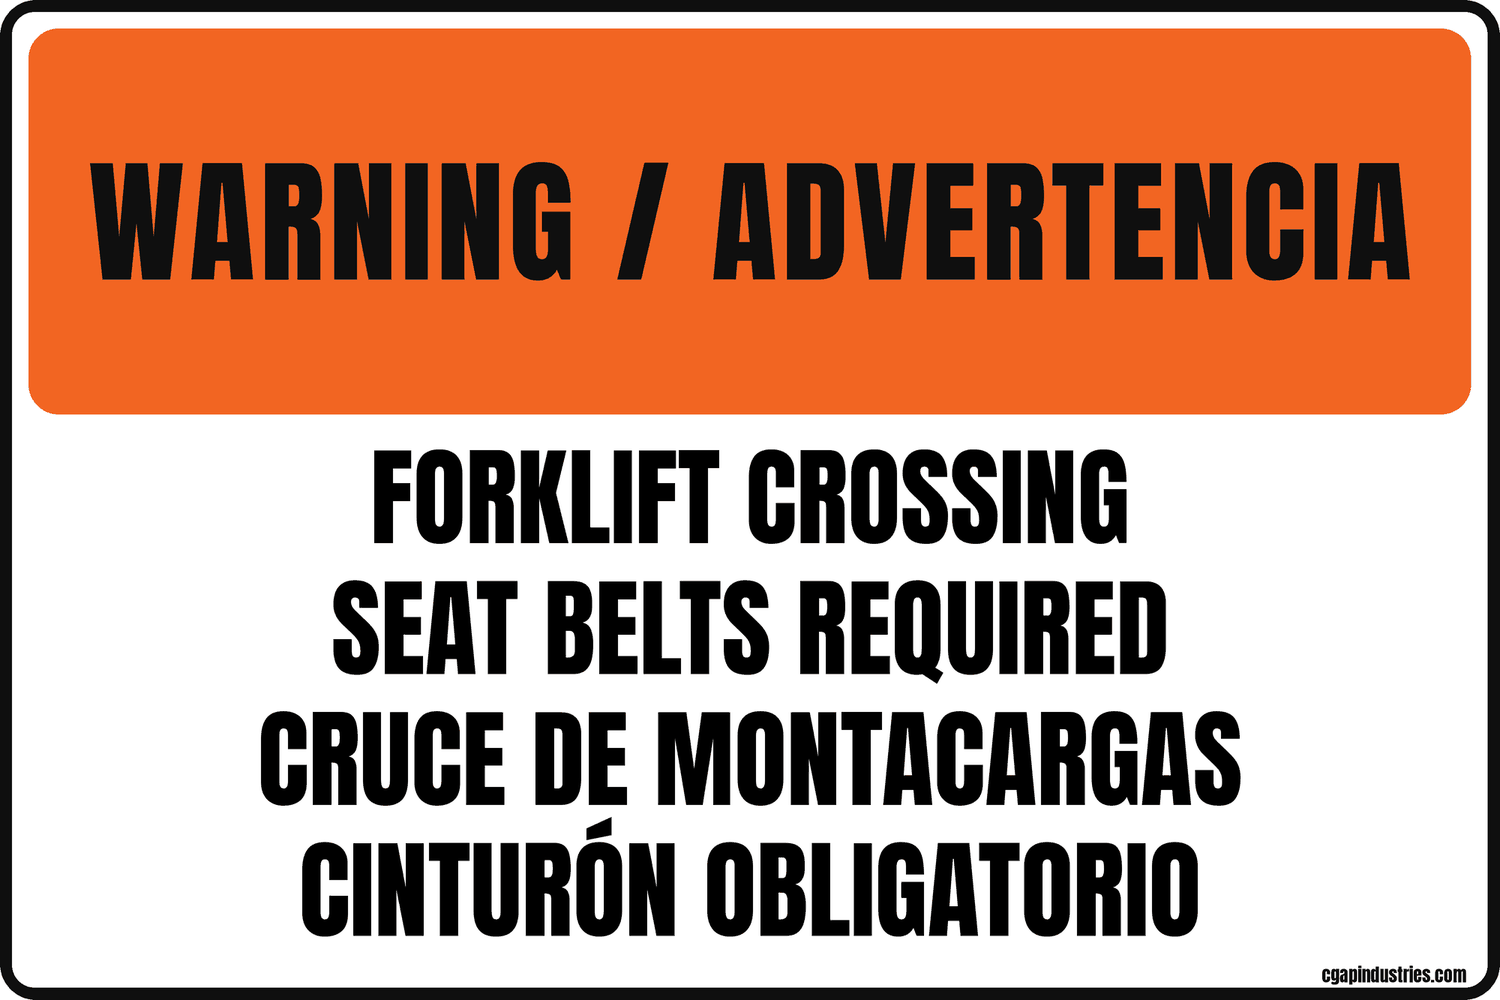 WARNING / ADVERTENCIA
FORKLIFT CROSSING
SEAT BELTS REQUIRED
CRUCE DE MONTACARGAS
CINTURÓN OBLIGATORIO
cgapindustries.com